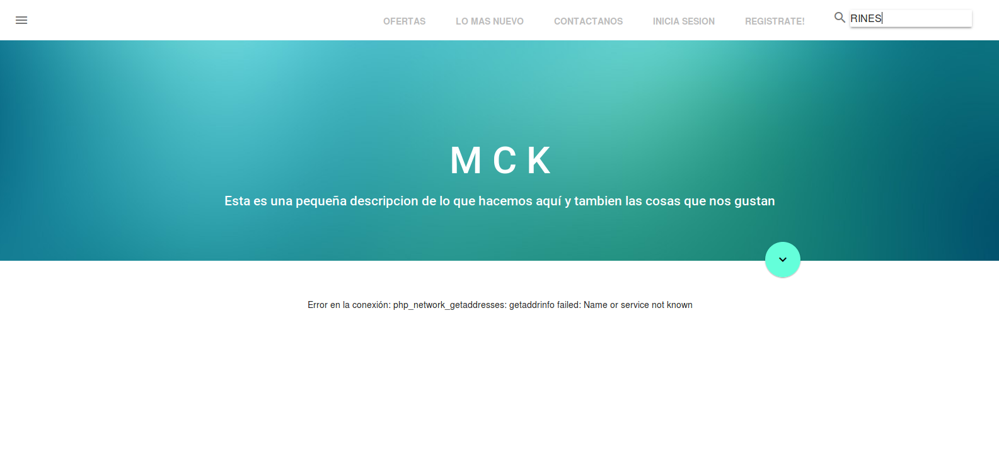 OFERTAS LO MAS NUEVO CONTACTANOS INICIA SESION REGISTRATE! RINES
M C K
Esta es una pequeña descripcion de lo que hacemos aquí y tambien las cosas que nos gustan
Error en la conexión: php_network_getaddresses: getaddrinfo failed: Name or service not known